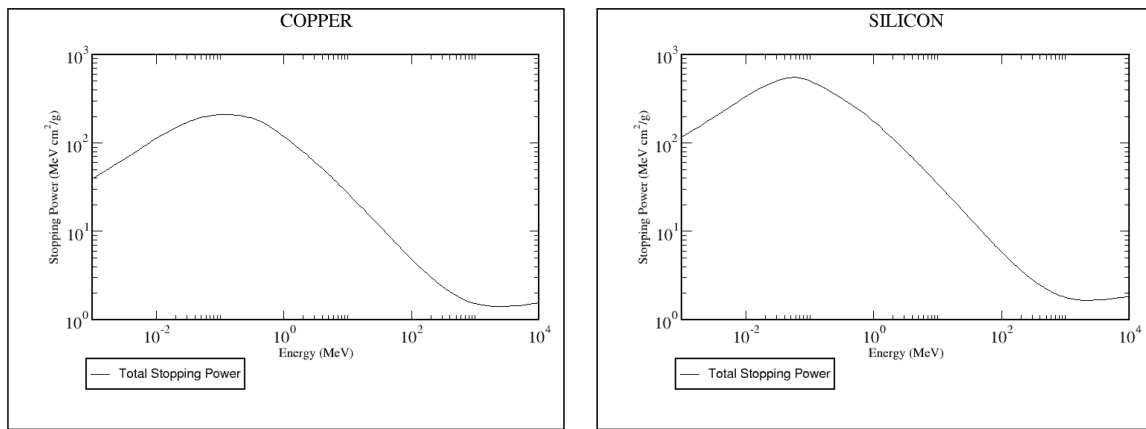 COPPER
10^3
10^2
10^1
10^0
Stopping Power (MeV cm^2/g)
10^-2 10^0 10^2 10^4
Energy (MeV)
Total Stopping Power
SILICON
10^3
10^2
10^1
10^0
Stopping Power (MeV cm^2/g)
10^-2 10^0 10^2 10^4
Energy (MeV)
Total Stopping Power